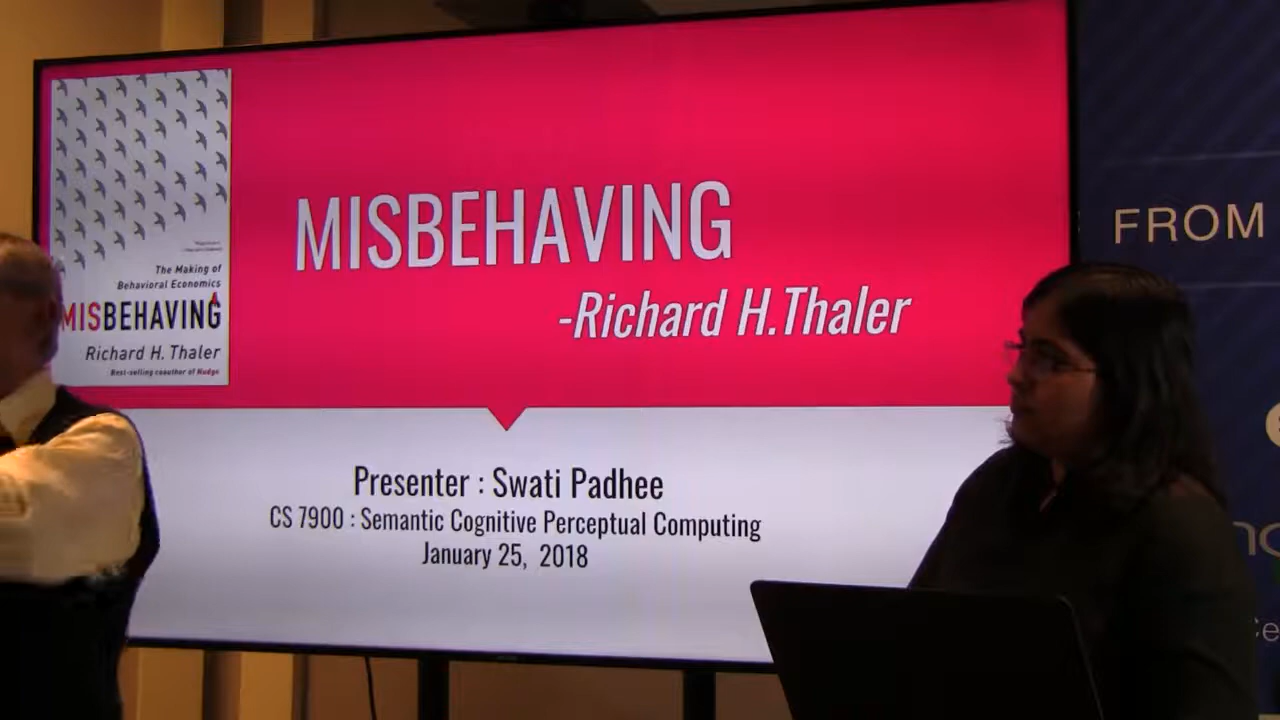 The Making of
Behavioral Economics
MISBEHAVING
Richard H. Thaler
Best-selling coauthor of Nudge
MISBEHAVING
-Richard H.Thaler
Presenter : Swati Padhee
CS 7900 : Semantic Cognitive Perceptual Computing
January 25, 2018
FROM